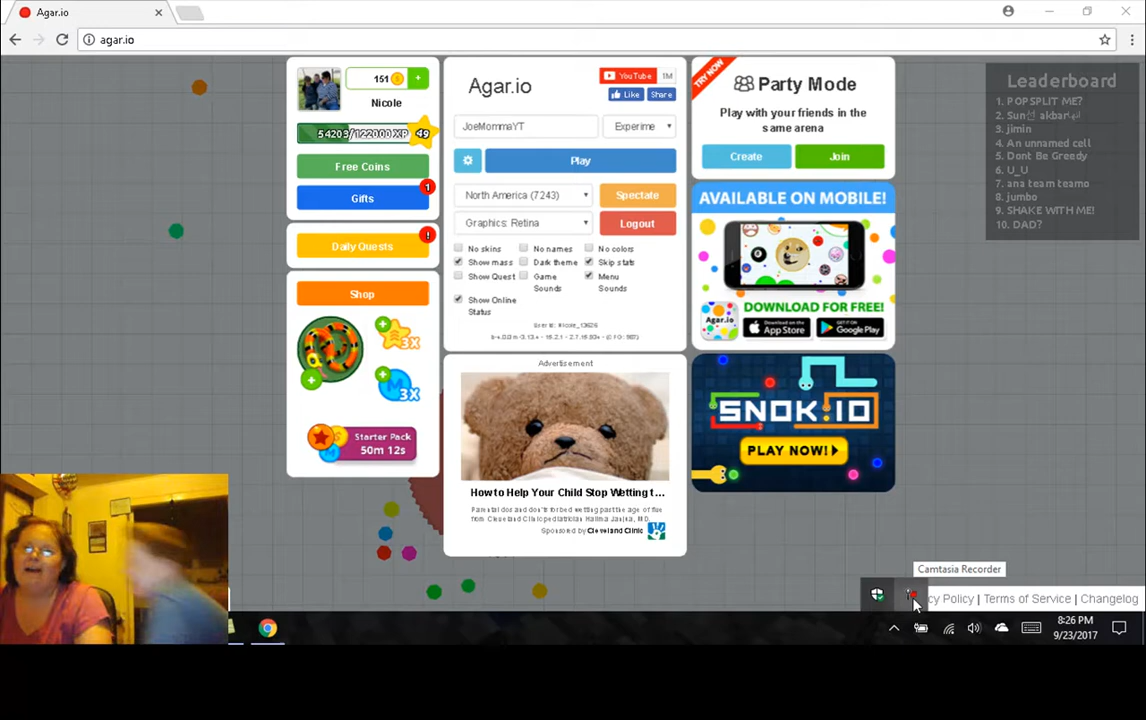 Agar.io
agar.io
151
Nicole
54203/122000 XP
49
Free Coins
Gifts
1
Daily Quests
!
Shop
3X
3X
Starter Pack
50m 12s
Agar.io
YouTube 1M
Like Share
JoeMommaYT
Experime
Play
North America (7243)
Spectate
Graphics: Retina
Logout
No skins No names No colors
Show mass Dark theme Skip stats
Show Quest Game Sounds Menu Sounds
Show Online Status
Advertisement
How to Help Your Child Stop Wetting t...
Sponsored by Cleveland Clinic
TRY NOW
Party Mode
Play with your friends in the
same arena
Create
Join
AVAILABLE ON MOBILE!
DOWNLOAD FOR FREE!
Agar.io
Download on the App Store
Google Play
SNOK.IO
PLAY NOW!
Leaderboard
1. POPSPLIT ME?
3. jimin
4. An unnamed cell
5. Dont Be Greedy
6. U_U
7. ana team teamo
8. jumbo
9. SHAKE WITH ME!
10. DAD?
Camtasia Recorder
cy Policy | Terms of Service | Changelog
8:26 PM
9/23/2017